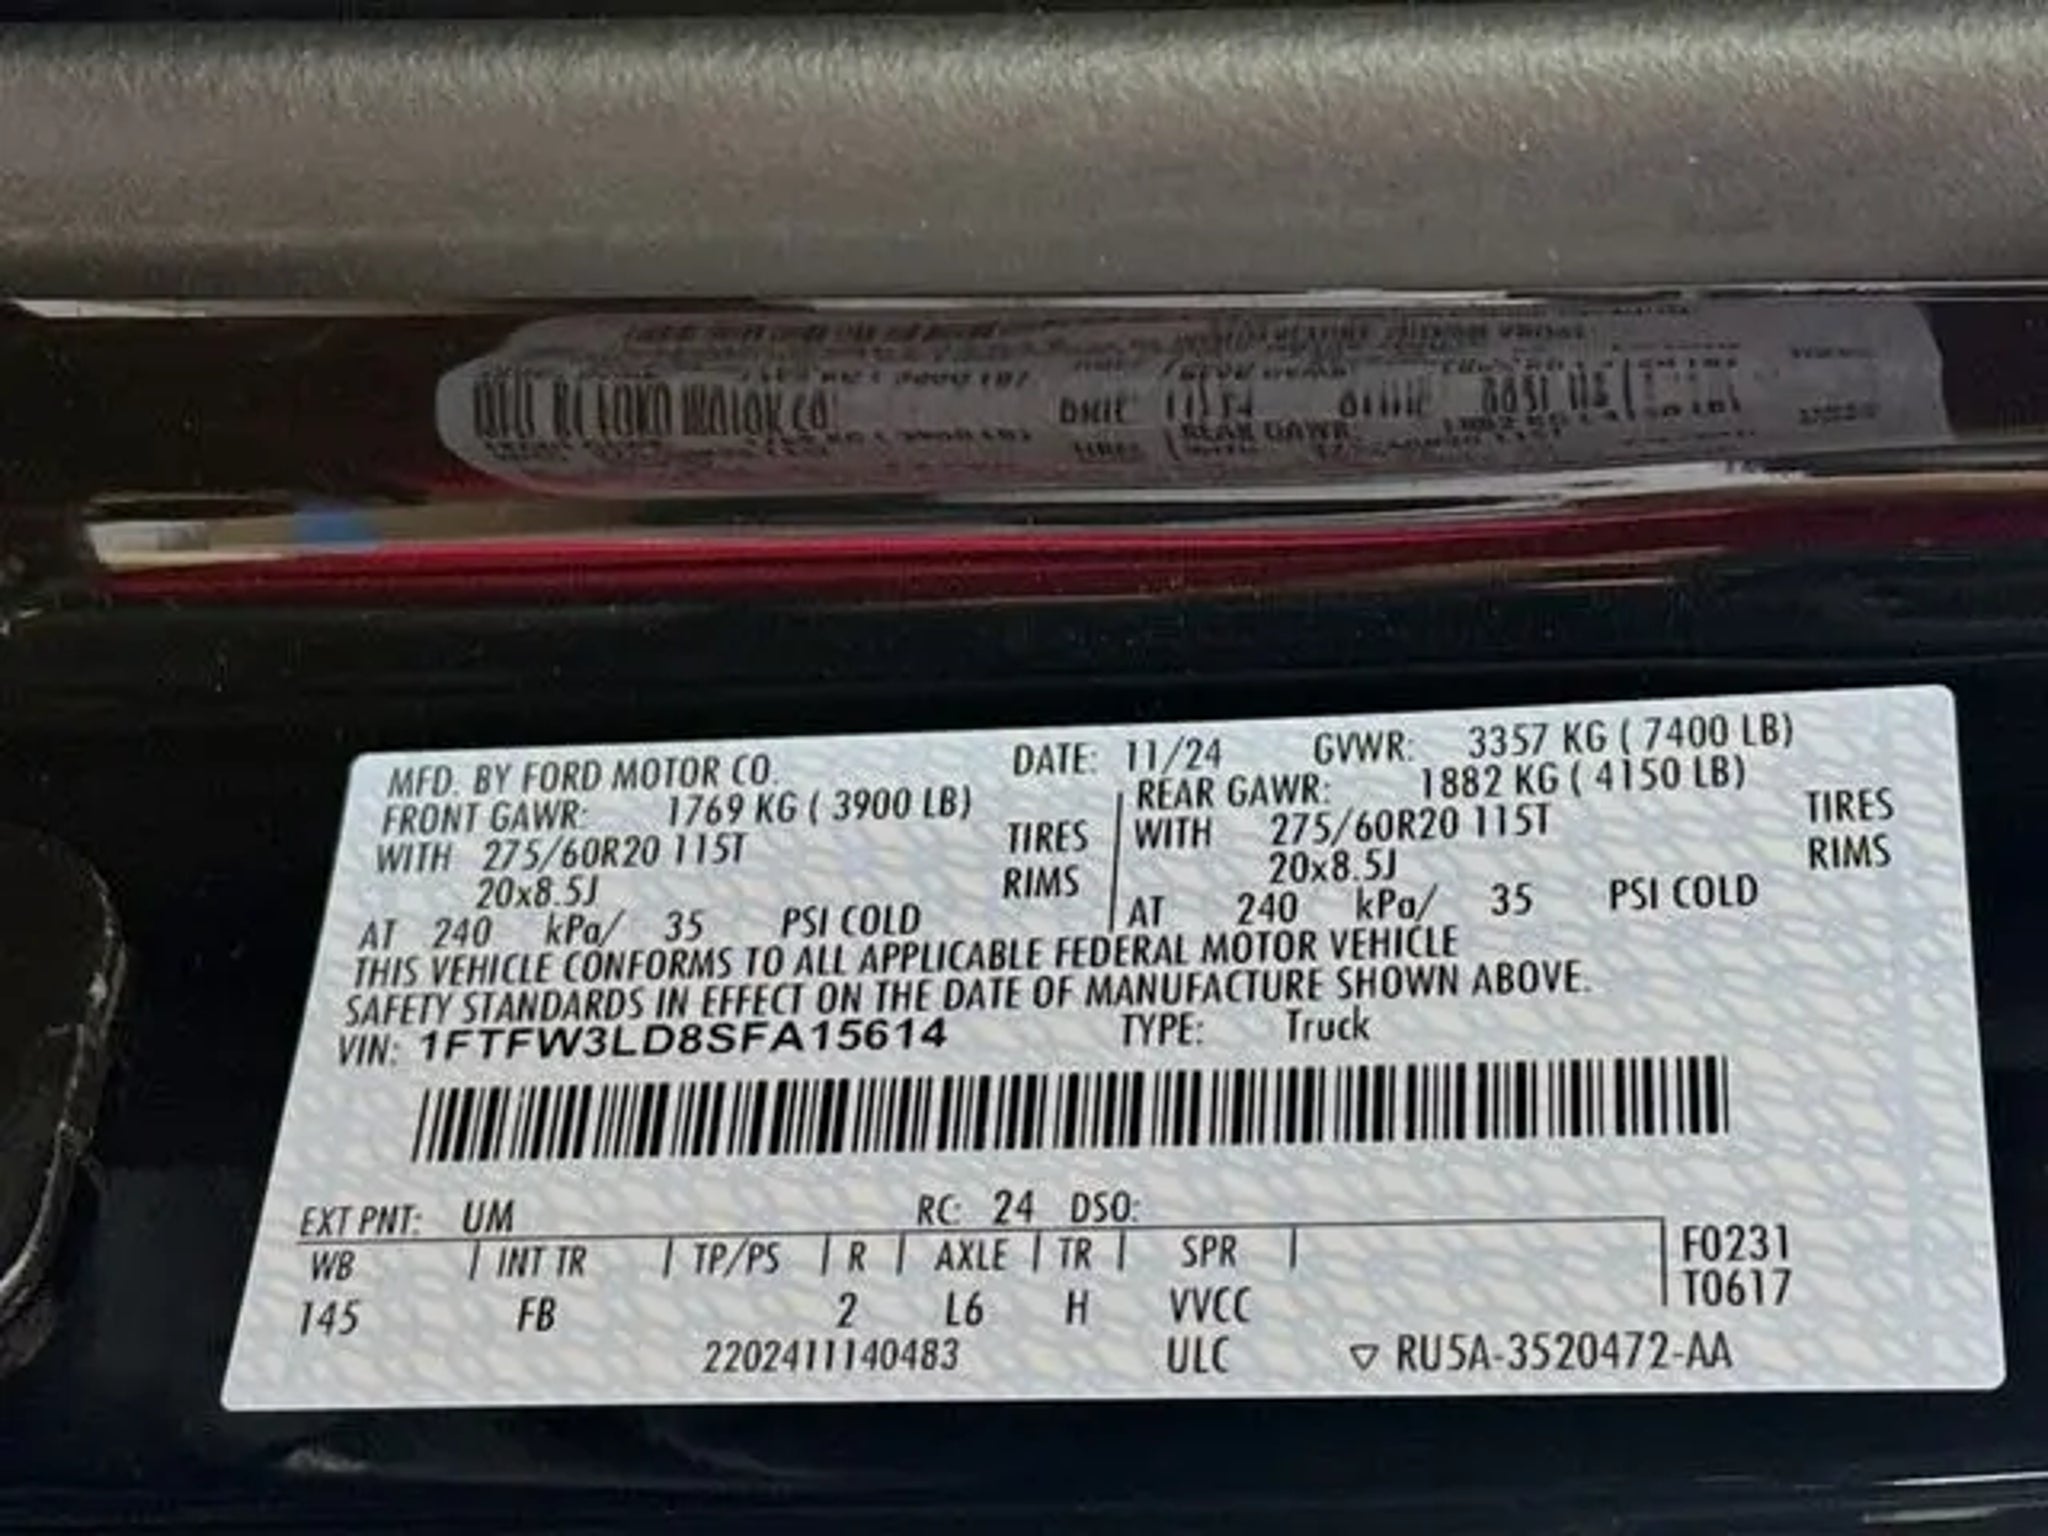 MFD. BY FORD MOTOR CO. DATE: 11/24 GVWR: 3357 KG ( 7400 LB)
FRONT GAWR: 1769 KG ( 3900 LB) REAR GAWR: 1882 KG ( 4150 LB)
WITH 275/60R20 115T TIRES WITH 275/60R20 115T TIRES
20x8.5J RIMS 20x8.5J RIMS
AT 240 kPa/ 35 PSI COLD AT 240 kPa/ 35 PSI COLD
THIS VEHICLE CONFORMS TO ALL APPLICABLE FEDERAL MOTOR VEHICLE
SAFETY STANDARDS IN EFFECT ON THE DATE OF MANUFACTURE SHOWN ABOVE.
VIN: 1FTFW3LD8SFA15614 TYPE: Truck
EXT PNT: UM RC: 24 DSO:
WB | INT TR | TP/PS | R | AXLE | TR | SPR | F0231
145 FB 2 L6 H VVCC T0617
2202411140483 ULC ▽ RU5A-3520472-AA